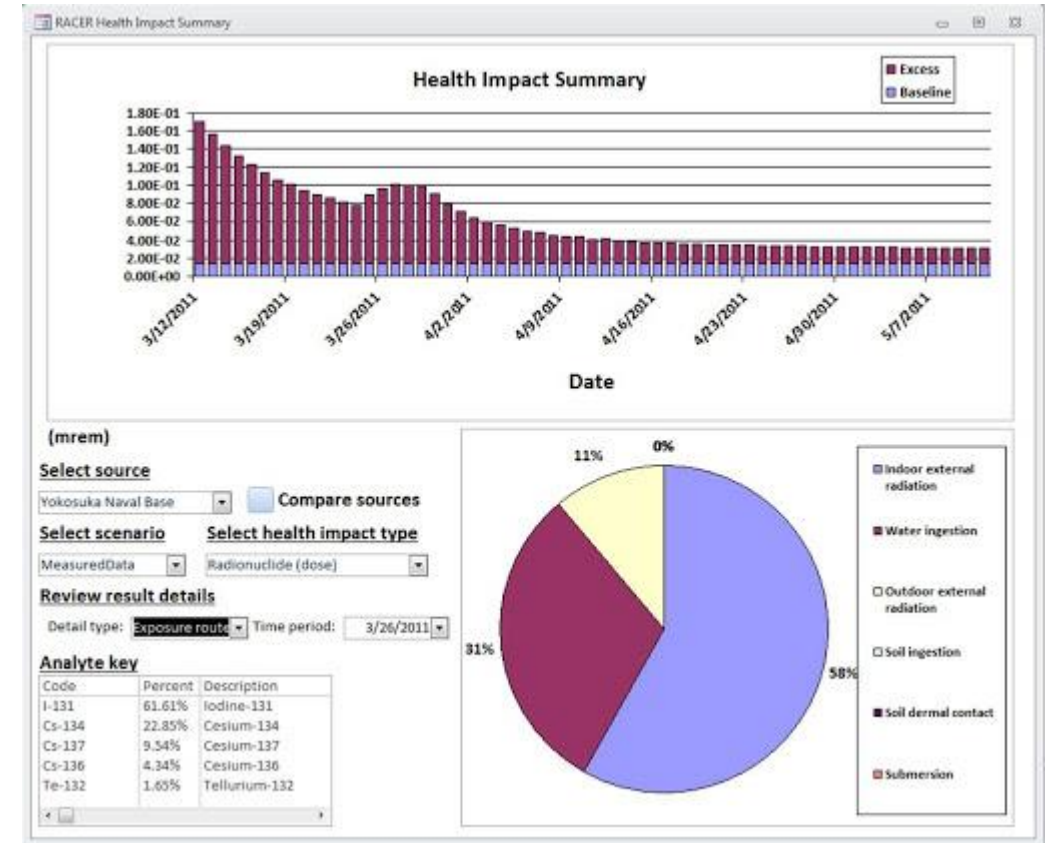 RACER Health Impact Summary
Health Impact Summary
Excess
Baseline
1.80E-01
1.60E-01
1.40E-01
1.20E-01
1.00E-01
8.00E-02
6.00E-02
4.00E-02
2.00E-02
0.00E+00
3/12/2011
3/19/2011
3/26/2011
4/2/2011
4/9/2011
4/16/2011
4/23/2011
4/30/2011
5/7/2011
Date
(mrem)
Select source
Yokosuka Naval Base
Compare sources
Select scenario
Select health impact type
MeasuredData
Radionuclide (dose)
Review result details
Detail type: Exposure route Time period: 3/26/2011
Analyte key
Code Percent Description
I-131 61.61% Iodine-131
Cs-134 22.85% Cesium-134
Cs-137 9.54% Cesium-137
Cs-136 4.34% Cesium-136
Te-132 1.65% Tellurium-132
0%
11%
31%
58%
Indoor external
radiation
Water ingestion
Outdoor external
radiation
Soil ingestion
Soil dermal contact
Submersion